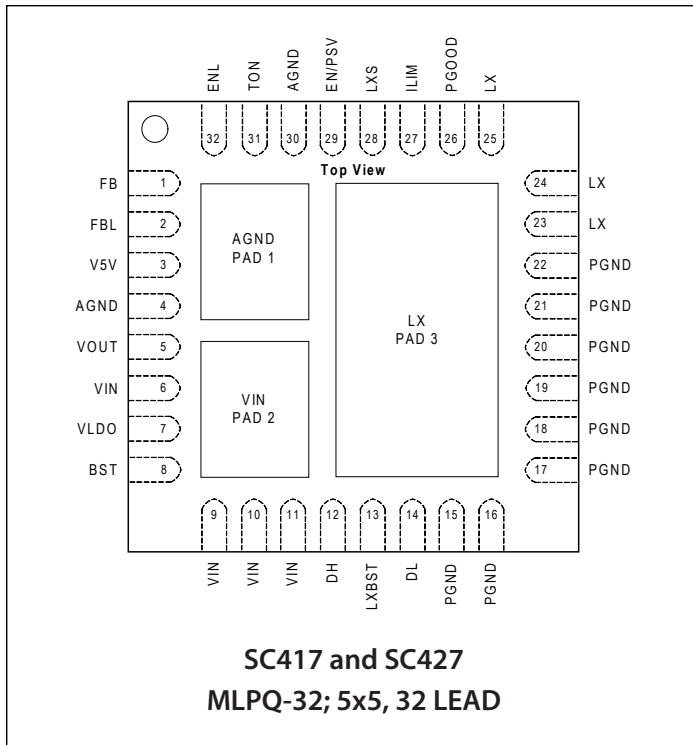 ENL TON AGND EN/PSV LXS ILIM PGOOD LX
32 31 30 29 28 27 26 25
Top View
FB 1
FBL 2
V5V 3
AGND 4
VOUT 5
VIN 6
VLDO 7
BST 8
AGND
PAD 1
VIN
PAD 2
LX
PAD 3
24 LX
23 LX
22 PGND
21 PGND
20 PGND
19 PGND
18 PGND
17 PGND
9 10 11 12 13 14 15 16
VIN VIN VIN DH LXBST DL PGND PGND
SC417 and SC427
MLPQ-32; 5x5, 32 LEAD